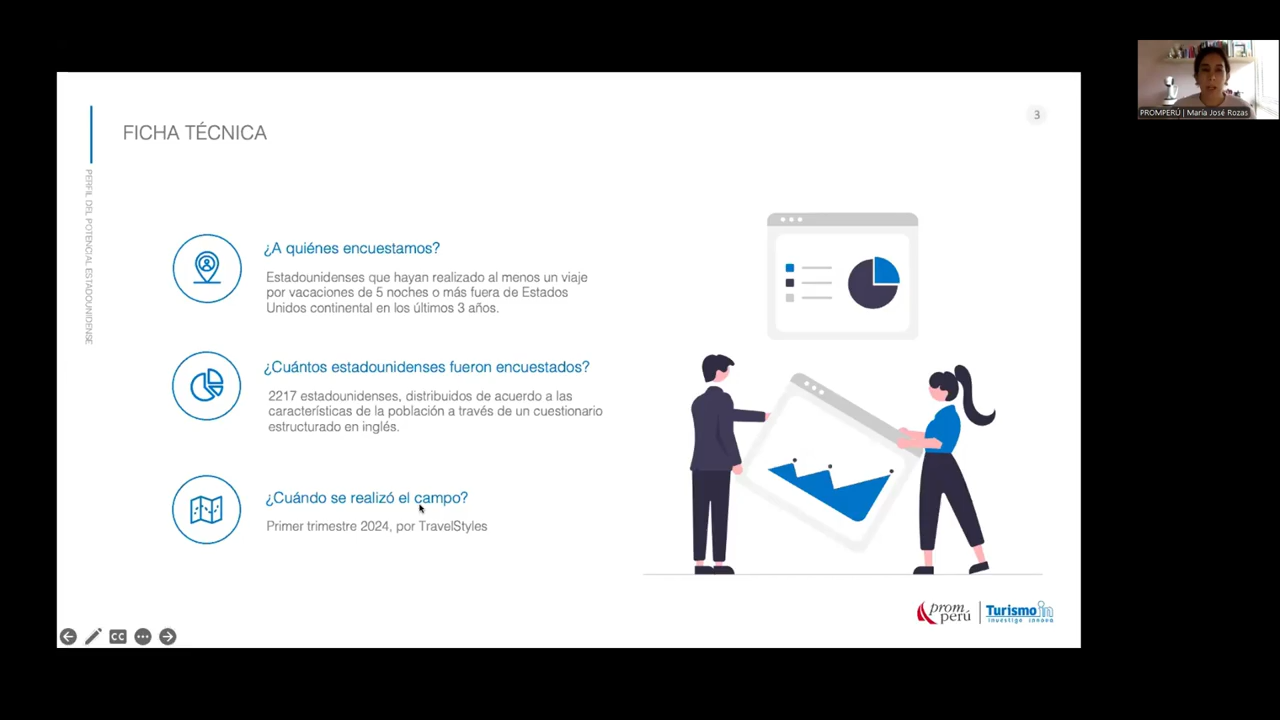 FICHA TÉCNICA
3
PERFIL DEL POTENCIAL ESTADOUNIDENSE
¿A quiénes encuestamos?
Estadounidenses que hayan realizado al menos un viaje
por vacaciones de 5 noches o más fuera de Estados
Unidos continental en los últimos 3 años.
¿Cuántos estadounidenses fueron encuestados?
2217 estadounidenses, distribuidos de acuerdo a las
características de la población a través de un cuestionario
estructurado en inglés.
¿Cuándo se realizó el campo?
Primer trimestre 2024, por TravelStyles
prom
perú
Turismo in
investiga innova
CC
PROMPERÚ | María José Rozas